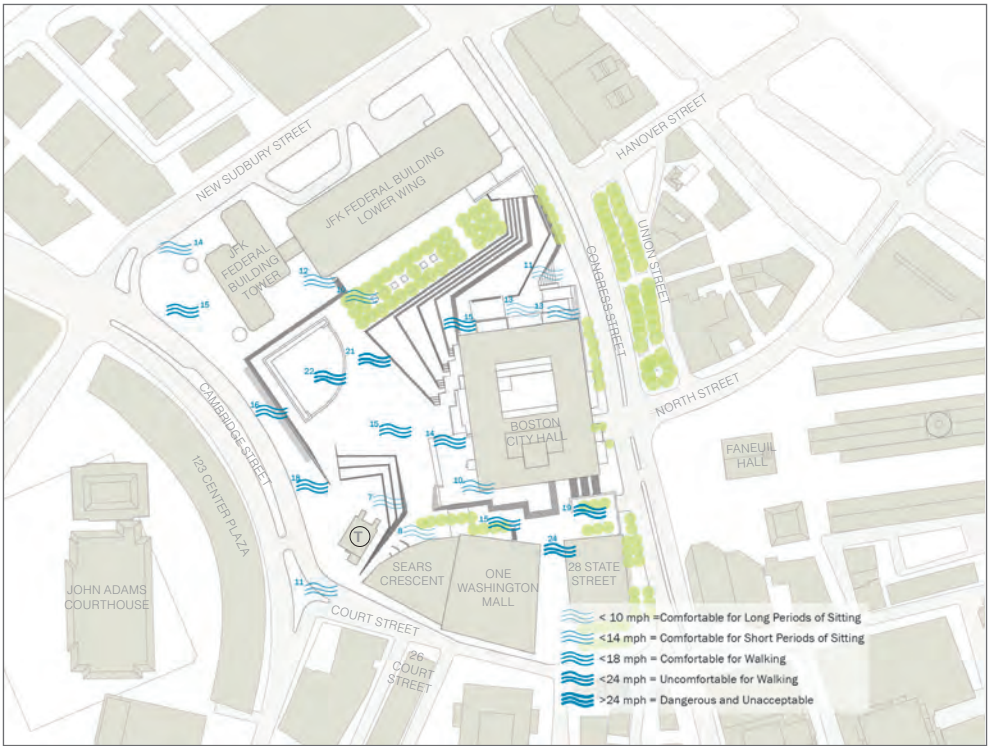 HANOVER STREET
NEW SUDBURY STREET
JFK FEDERAL BUILDING
LOWER WING
UNION STREET
14
JFK
FEDERAL
BUILDING
TOWER
CONGRESS STREET
11
12
15
13
13
15
21
22
NORTH STREET
CAMBRIDGE STREET
16
15
14
BOSTON
CITY HALL
FANEUIL
HALL
123 CENTER PLAZA
10
7
19
15
8
T
24
SEARS
CRESCENT
ONE
WASHINGTON
MALL
28 STATE
STREET
11
JOHN ADAMS
COURTHOUSE
COURT STREET
26
COURT
STREET
< 10 mph =Comfortable for Long Periods of Sitting
<14 mph = Comfortable for Short Periods of Sitting
<18 mph = Comfortable for Walking
<24 mph = Uncomfortable for Walking
>24 mph = Dangerous and Unacceptable